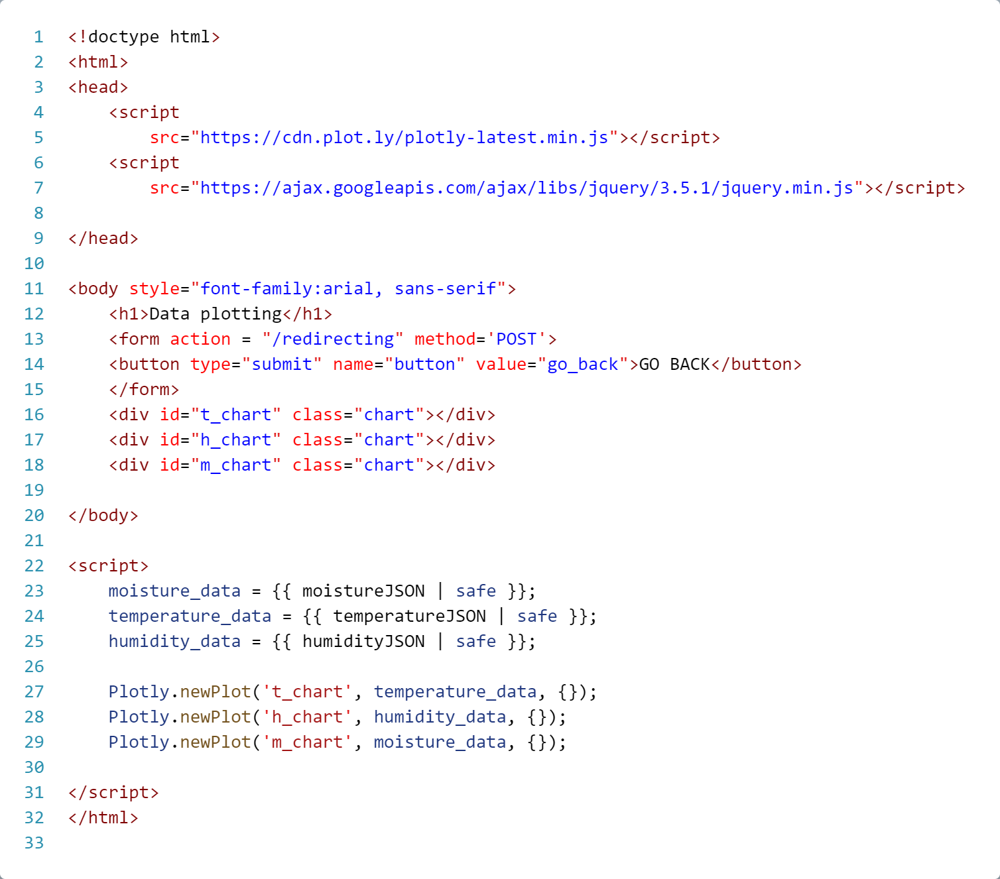 1 <!doctype html>
2 <html>
3 <head>
4     <script
5         src="https://cdn.plot.ly/plotly-latest.min.js"></script>
6     <script
7         src="https://ajax.googleapis.com/ajax/libs/jquery/3.5.1/jquery.min.js"></script>
8
9 </head>
10
11 <body style="font-family:arial, sans-serif">
12     <h1>Data plotting</h1>
13     <form action = "/redirecting" method='POST'>
14     <button type="submit" name="button" value="go_back">GO BACK</button>
15     </form>
16     <div id="t_chart" class="chart"></div>
17     <div id="h_chart" class="chart"></div>
18     <div id="m_chart" class="chart"></div>
19
20 </body>
21
22 <script>
23     moisture_data = {{ moistureJSON | safe }};
24     temperature_data = {{ temperatureJSON | safe }};
25     humidity_data = {{ humidityJSON | safe }};
26
27     Plotly.newPlot('t_chart', temperature_data, {});
28     Plotly.newPlot('h_chart', humidity_data, {});
29     Plotly.newPlot('m_chart', moisture_data, {});
30
31 </script>
32 </html>
33